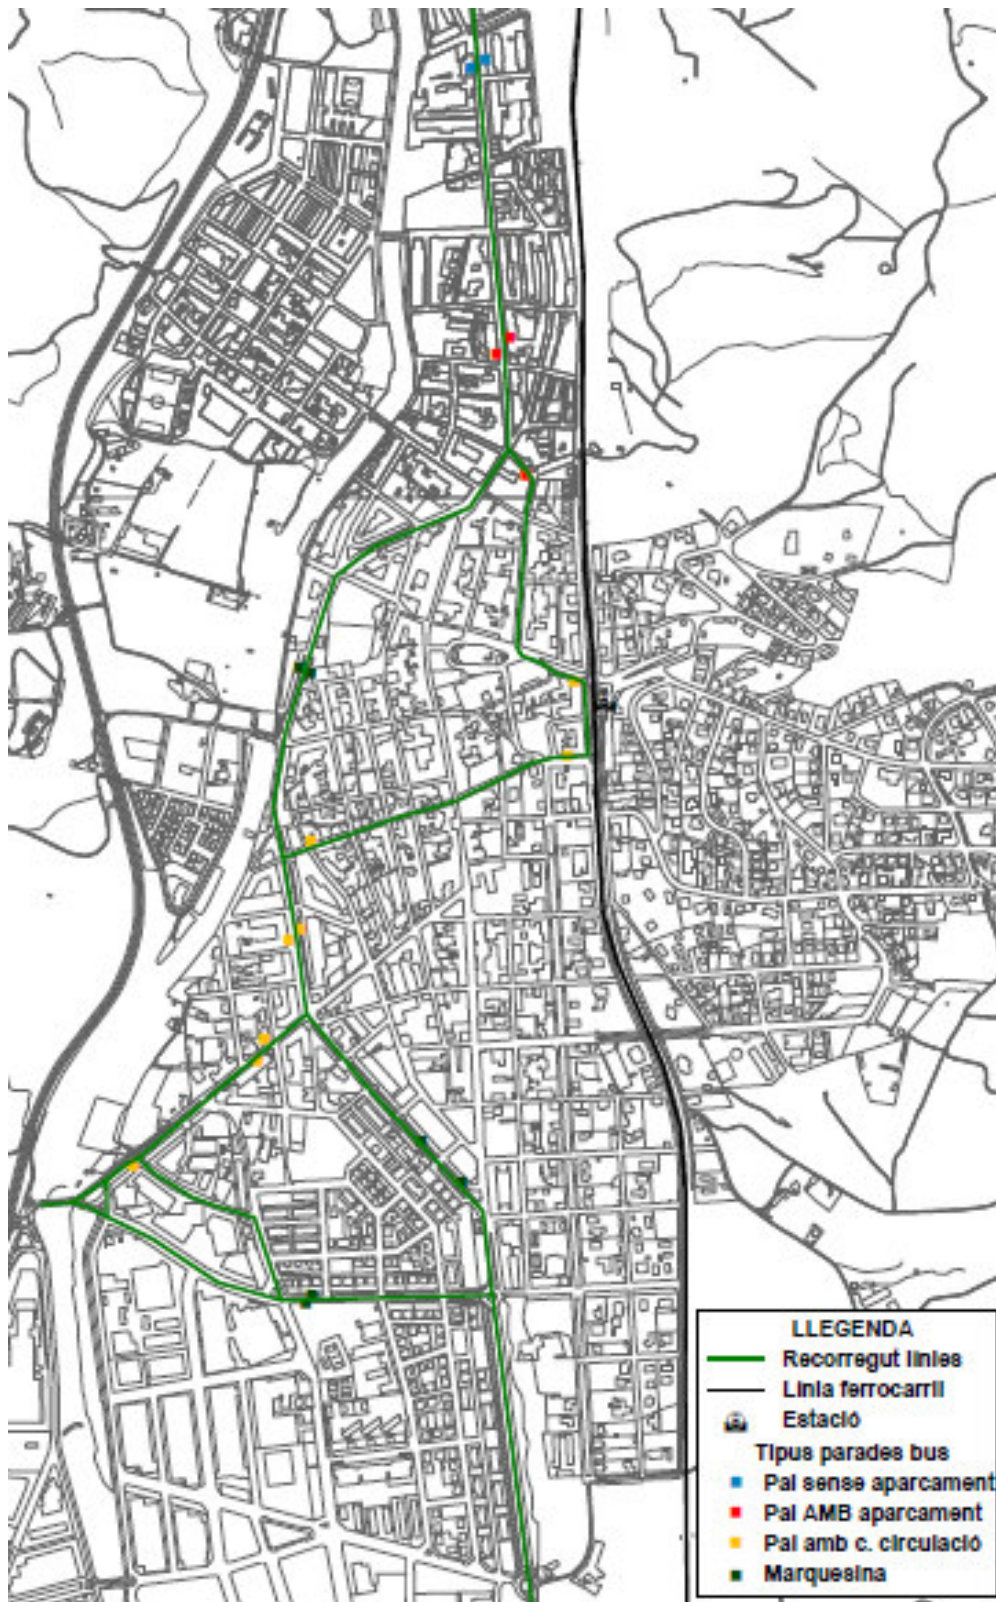 LLEGENDA
Recorregut línies
Línia ferrocarril
Estació
Tipus parades bus
Pal sense aparcament
Pal AMB aparcament
Pal amb c. circulació
Marquesina